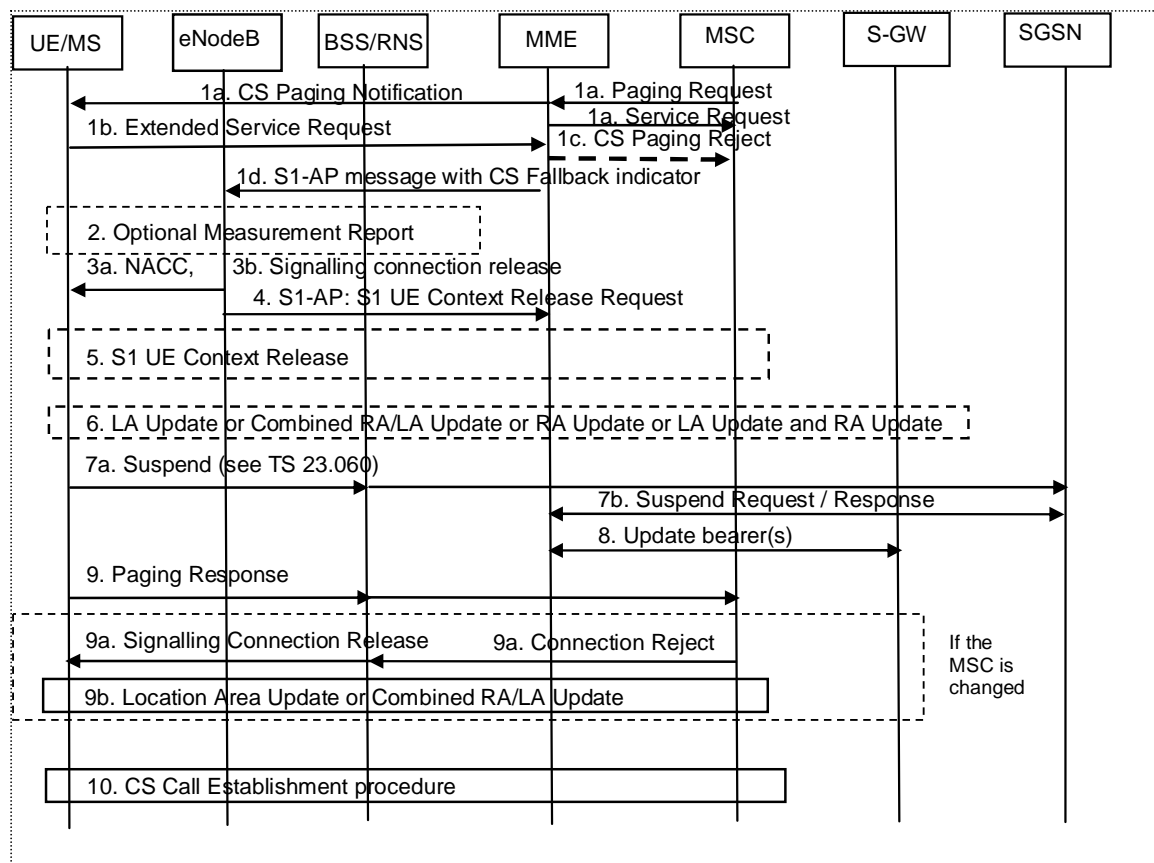 UE/MS eNodeB BSS/RNS MME MSC S-GW SGSN
1a. CS Paging Notification 1a. Paging Request
1a. Service Request
1b. Extended Service Request
1c. CS Paging Reject
1d. S1-AP message with CS Fallback indicator
2. Optional Measurement Report
3a. NACC, 3b. Signalling connection release
4. S1-AP: S1 UE Context Release Request
5. S1 UE Context Release
6. LA Update or Combined RA/LA Update or RA Update or LA Update and RA Update
7a. Suspend (see TS 23.060)
7b. Suspend Request / Response
8. Update bearer(s)
9. Paging Response
9a. Signalling Connection Release 9a. Connection Reject
If the
MSC is
changed
9b. Location Area Update or Combined RA/LA Update
10. CS Call Establishment procedure